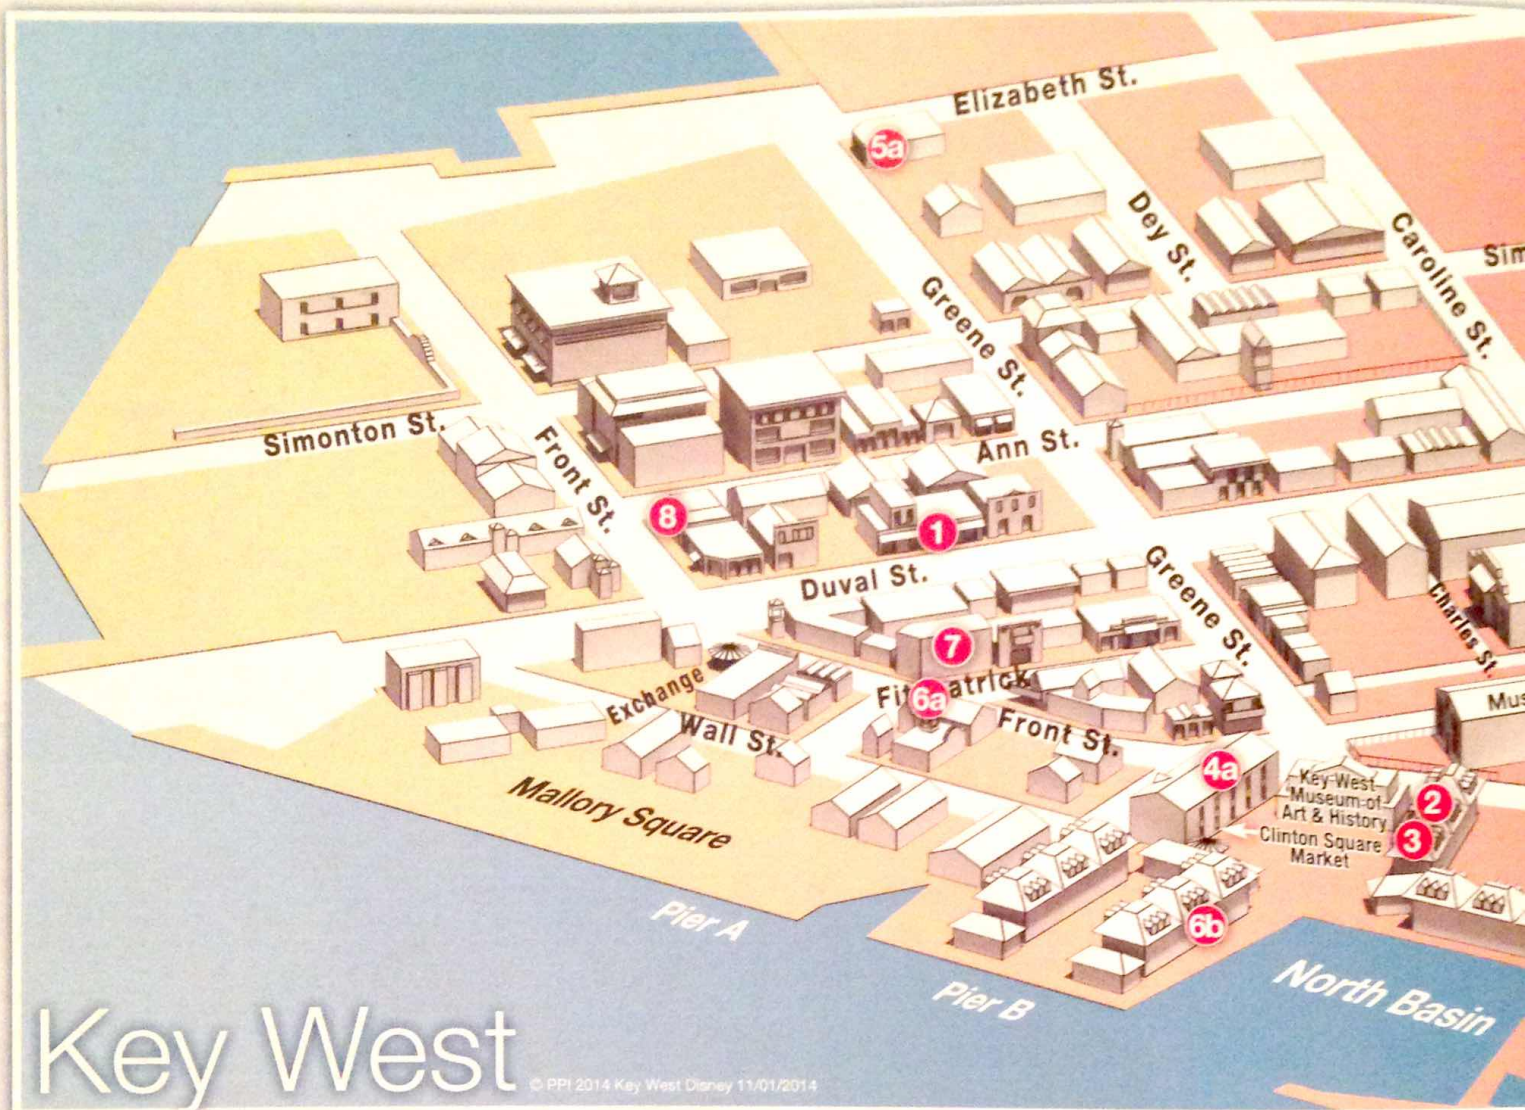 Elizabeth St.
5a
Dey St.
Caroline St.
Sim
Greene St.
Simonton St.
Front St.
Ann St.
8
1
Duval St.
Greene St.
Charles St.
7
Exchange
Fitzpatrick
6a
Wall St.
Front St.
Mus
4a
Key West
Museum of
Art & History
2
Clinton Square
Market
3
Mallory Square
Pier A
6b
Pier B
North Basin
Key West
© PPI 2014 Key West Disney 11/01/2014